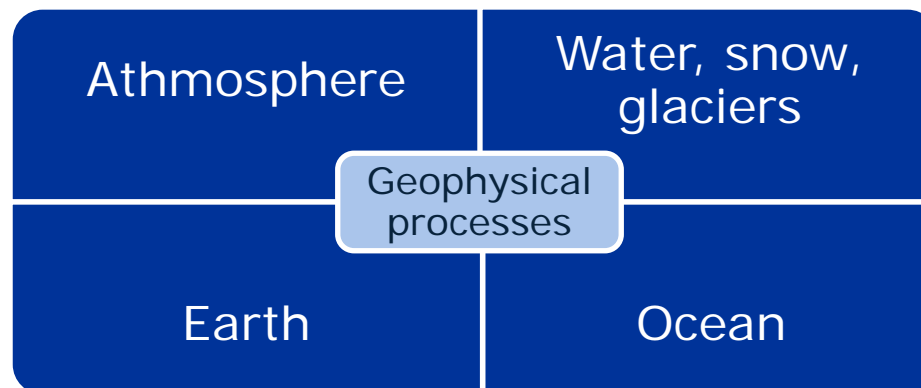 Athmosphere
Water, snow,
glaciers
Geophysical
processes
Earth
Ocean